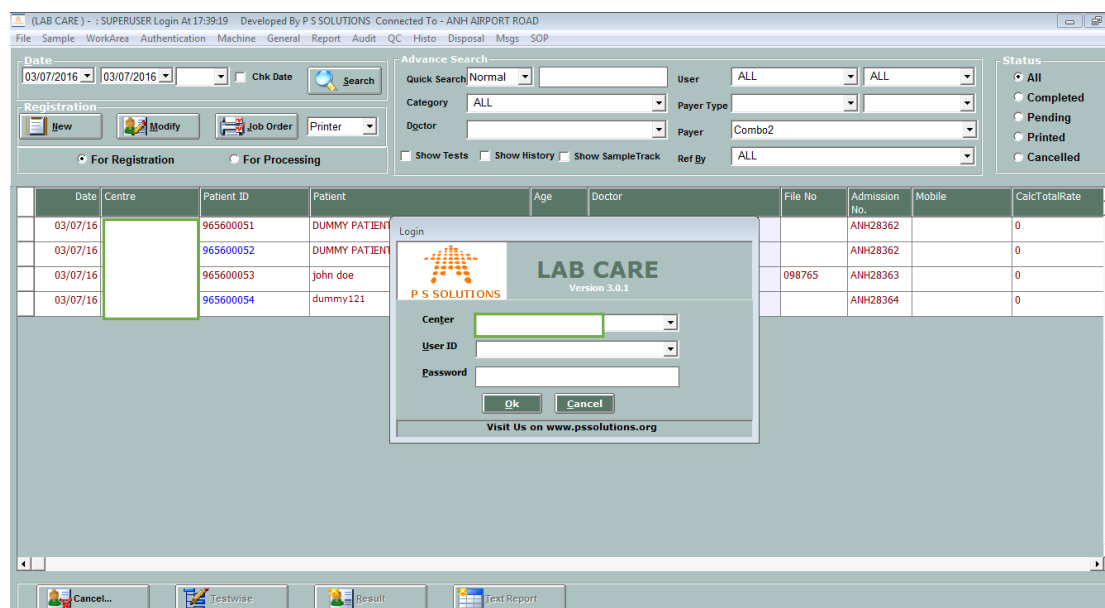 (LAB CARE ) - : SUPERUSER Login At 17:39:19 Developed By P S SOLUTIONS Connected To - ANH AIRPORT ROAD
File Sample WorkArea Authentication Machine General Report Audit QC Histo Disposal Msgs SOP
Date
03/07/2016 03/07/2016 Chk Date Search
Registration
New Modify Job Order Printer
For Registration For Processing
Advance Search
Quick Search Normal User ALL ALL
Category ALL Payer Type
Doctor Payer Combo2
Show Tests Show History Show SampleTrack Ref By ALL
Status
All
Completed
Pending
Printed
Cancelled
Date Centre Patient ID Patient Age Doctor File No Admission No. Mobile CalcTotalRate
03/07/16 965600051 DUMMY PATIENT ANH28362 0
03/07/16 965600052 DUMMY PATIENT ANH28362 0
03/07/16 965600053 john doe 098765 ANH28363 0
03/07/16 965600054 dummy121 ANH28364 0
Login
P S SOLUTIONS
LAB CARE
Version 3.0.1
Center
User ID
Password
Ok Cancel
Visit Us on www.pssolutions.org
Cancel... Testwise Result Text Report